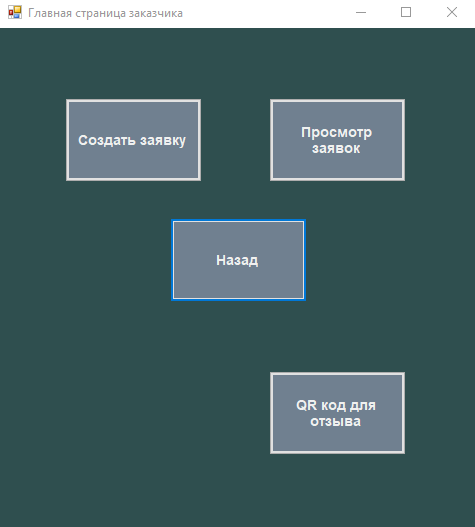 Главная страница заказчика
Создать заявку
Просмотр
заявок
Назад
QR код для
отзыва